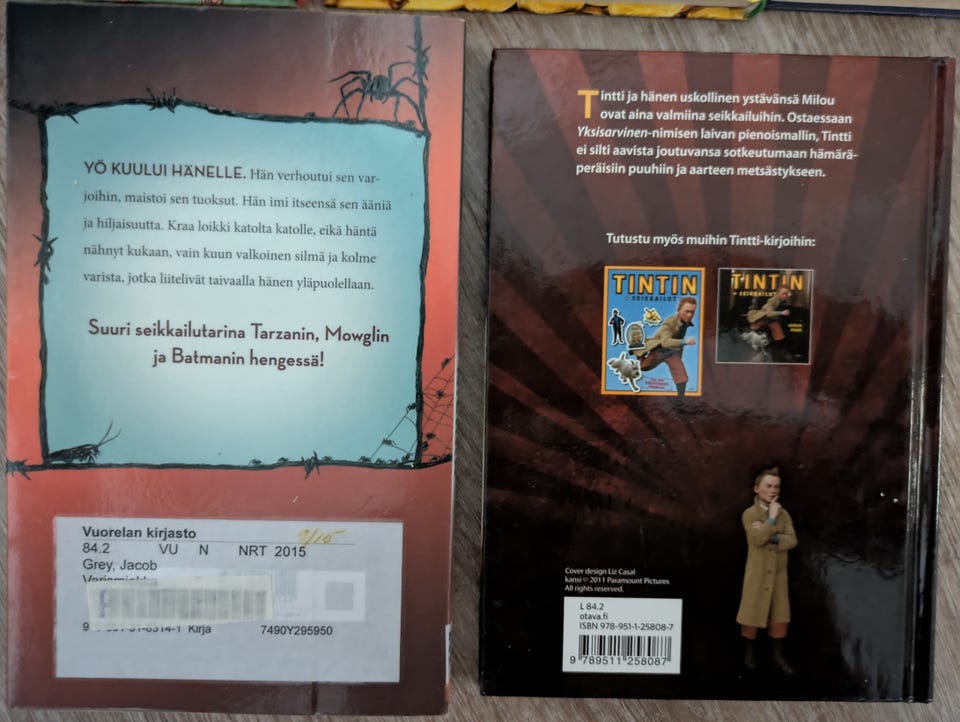 YÖ KUULUI HÄNELLE. Hän verhoutui sen var-
joihin, maistoi sen tuoksut. Hän imi itseensä sen ääniä
ja hiljaisuutta. Kraa loikki katolta katolle, eikä häntä
nähnyt kukaan, vain kuun valkoinen silmä ja kolme
varista, jotka liitelivät taivaalla hänen yläpuolellaan.
Suuri seikkailutarina Tarzanin, Mowglin
ja Batmanin hengessä!
Vuorelan kirjasto 9/15
84.2 VU N NRT 2015
Grey, Jacob
Kirja 7490Y295950
Tintti ja hänen uskollinen ystävänsä Milou
ovat aina valmiina seikkailuihin. Ostaessaan
Yksisarvinen-nimisen laivan pienoismallin, Tintti
ei silti aavista joutuvansa sotkeutumaan hämärä-
peräisiin puuhiin ja aarteen metsästykseen.
Tutustu myös muihin Tintti-kirjoihin:
TINTIN
SEIKKAILUT
TINTIN
SEIKKAILUT
Cover design Liz Casal
kansi © 2011 Paramount Pictures
All rights reserved.
L 84.2
otava.fi
ISBN 978-951-1-25808-7
9 789511 258087